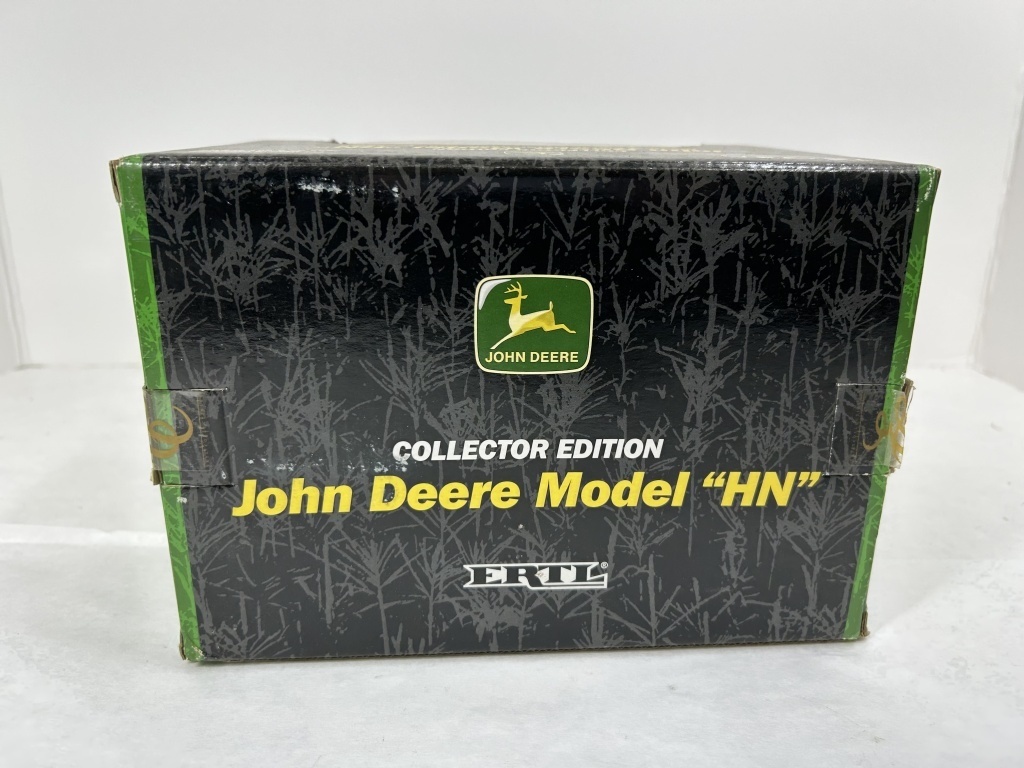 JOHN DEERE
COLLECTOR EDITION
John Deere Model “HN”
ERTL®